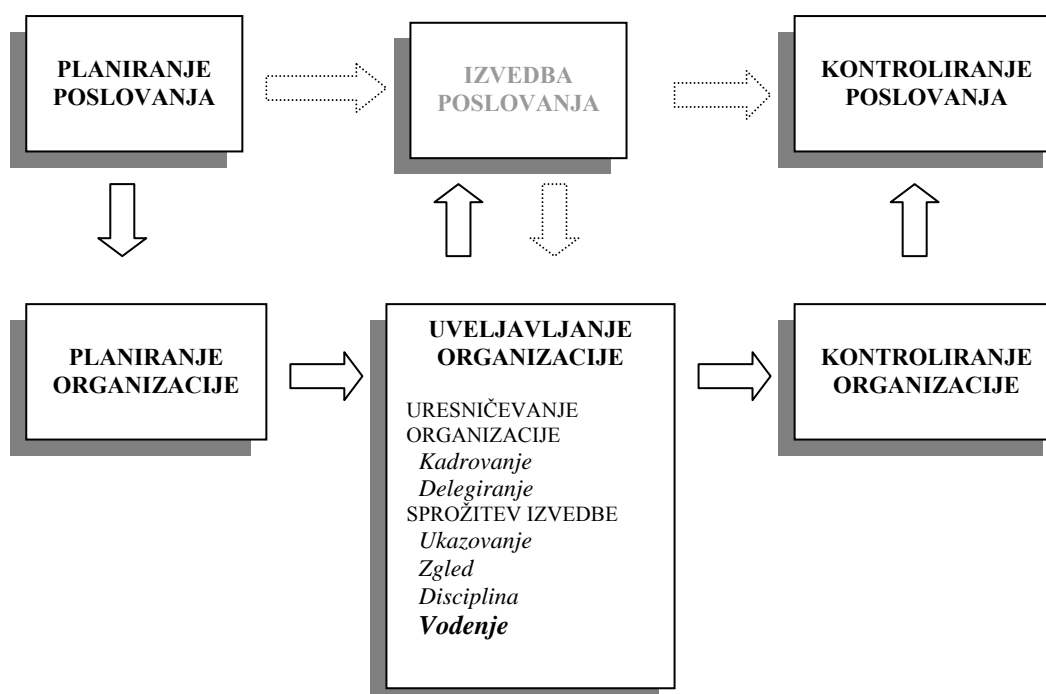 PLANIRANJE
POSLOVANJA
IZVEDBA
POSLOVANJA
KONTROLIRANJE
POSLOVANJA
PLANIRANJE
ORGANIZACIJE
UVELJAVLJANJE
ORGANIZACIJE
URESNIČEVANJE
ORGANIZACIJE
Kadrovanje
Delegiranje
SPROŽITEV IZVEDBE
Ukazovanje
Zgled
Disciplina
Vodenje
KONTROLIRANJE
ORGANIZACIJE